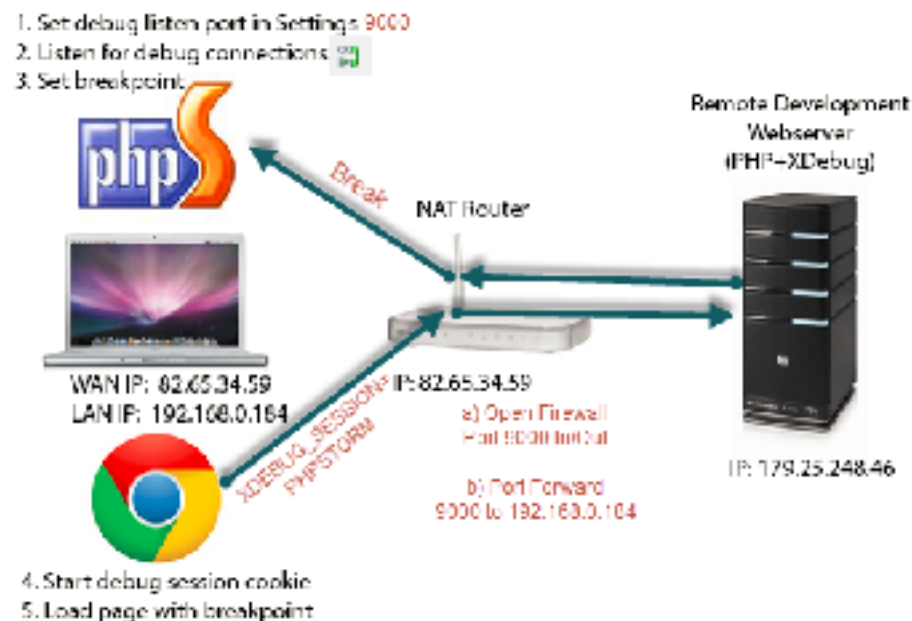 1. Set debug listen port in Settings 9000
2. Listen for debug connections
3. Set breakpoint
php S
Remote Development
Webserver
(PHP+XDebug)
Break
NAT Router
WAN IP: 82.65.34.59
LAN IP: 192.168.0.184
IP: 82.65.34.59
XDEBUG_SESSION=
PHPSTORM
a) Open Firewall
Port 9000 In/Out
b) Port Forward
9000 to 192.168.0.184
IP: 179.25.248.46
4. Start debug session cookie
5. Load page with breakpoint